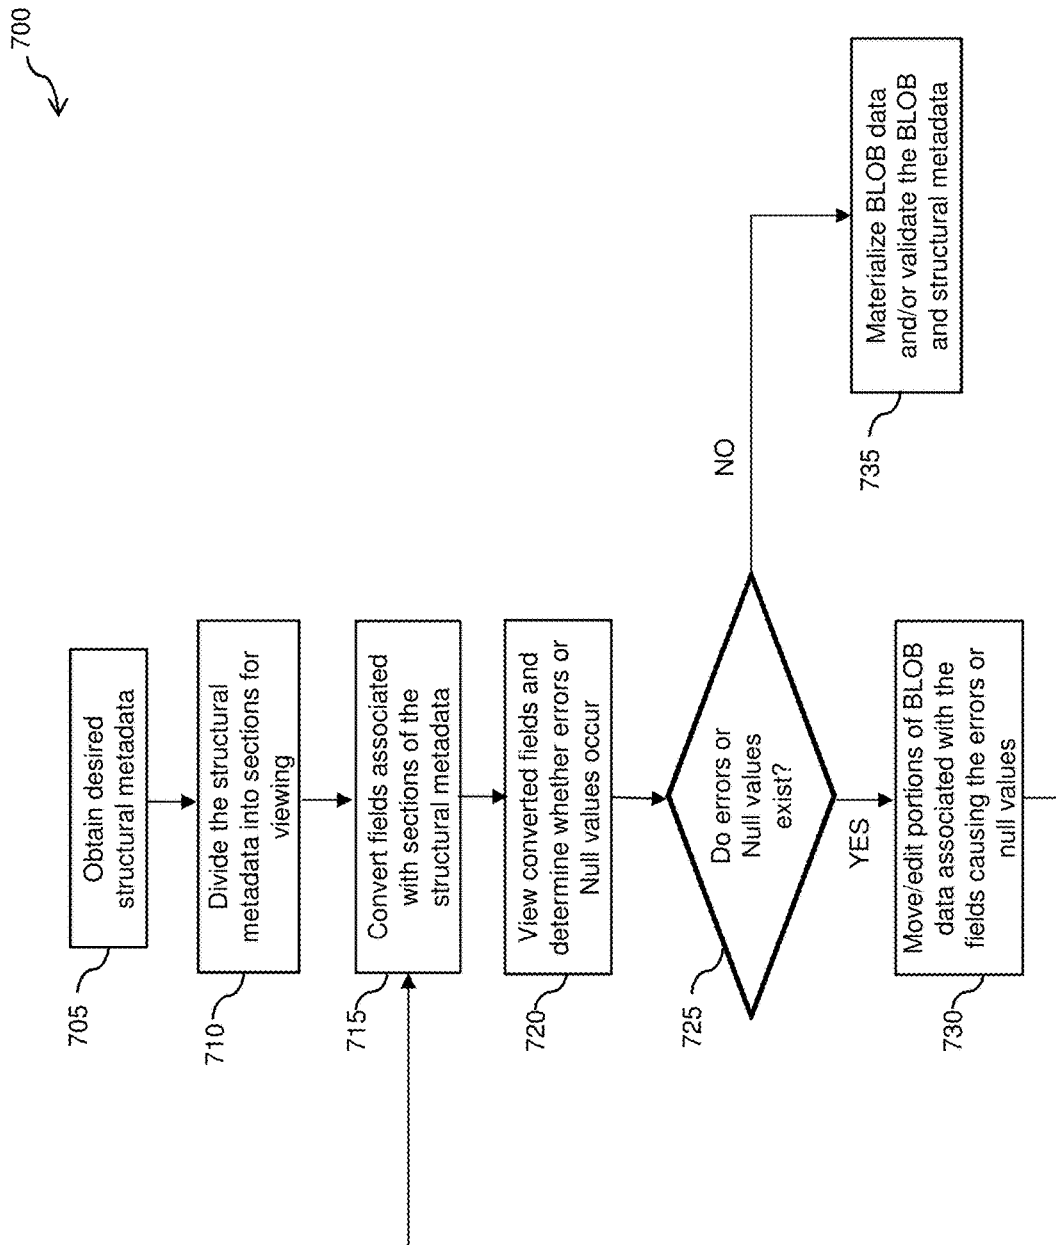 700
705
Obtain desired
structural metadata
710
Divide the structural
metadata into sections for
viewing
715
Convert fields associated
with sections of the
structural metadata
720
View converted fields and
determine whether errors or
Null values occur
725
Do errors or
Null values
exist?
NO
YES
730
Move/edit portions of BLOB
data associated with the
fields causing the errors or
null values
735
Materialize BLOB data
and/or validate the BLOB
and structural metadata